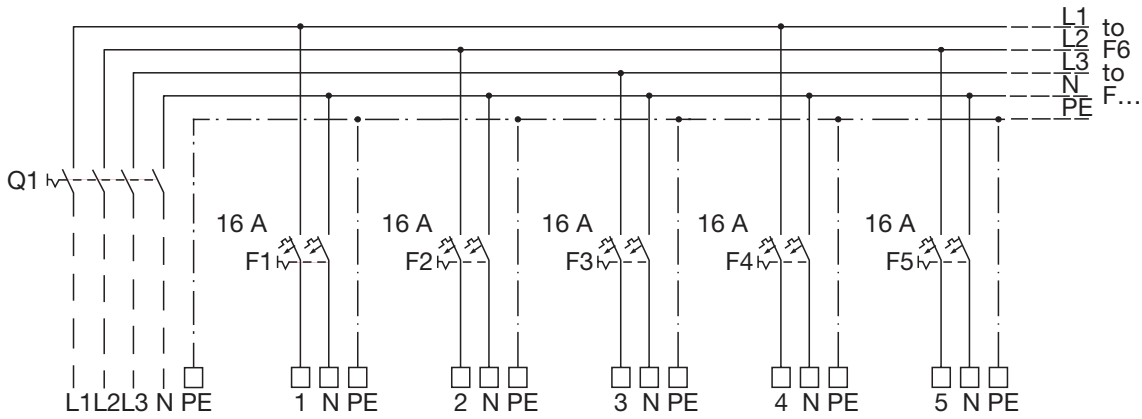 L1 to
L2 F6
L3 to
N F...
PE
Q1
16 A 16 A 16 A 16 A 16 A
F1 F2 F3 F4 F5
L1 L2 L3 N PE 1 N PE 2 N PE 3 N PE 4 N PE 5 N PE